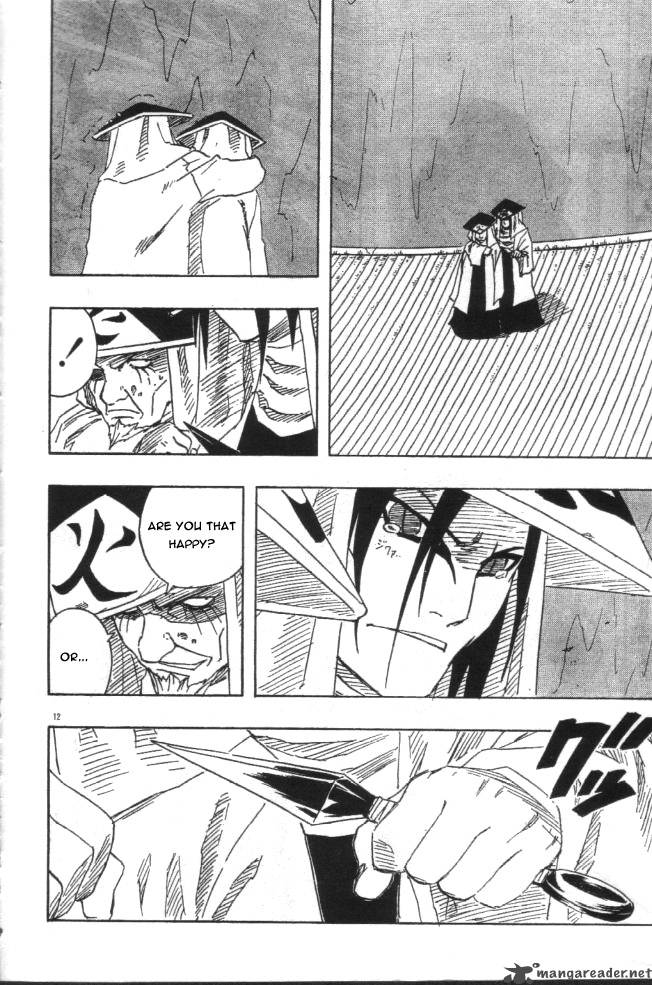 !
ジワァ…
ARE YOU THAT
HAPPY?
火
OR...
12
グッ
mangareader.net